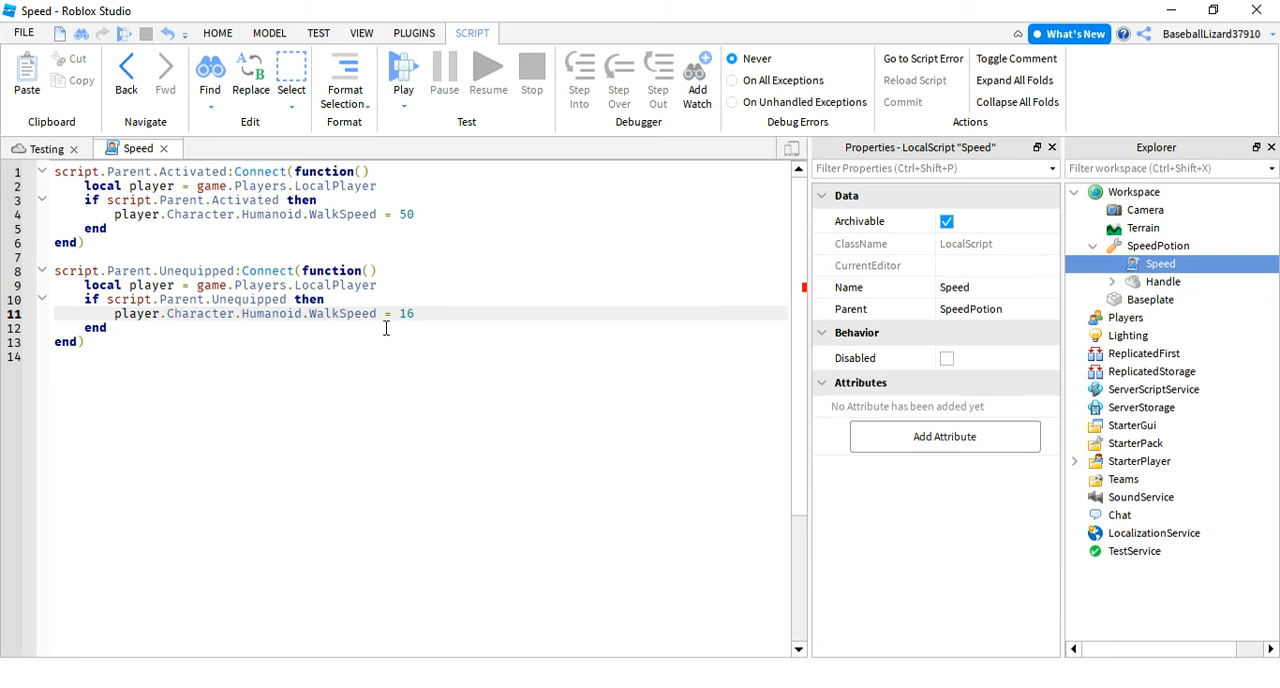 Speed - Roblox Studio
FILE
HOME
MODEL
TEST
VIEW
PLUGINS
SCRIPT
What's New
BaseballLizard37910
Paste
Cut
Copy
Clipboard
Back
Fwd
Navigate
Find
Replace
Select
Edit
Format
Selection
Format
Play
Pause
Resume
Stop
Test
Step
Into
Step
Over
Step
Out
Add
Watch
Debugger
Never
On All Exceptions
On Unhandled Exceptions
Debug Errors
Go to Script Error
Reload Script
Commit
Toggle Comment
Expand All Folds
Collapse All Folds
Actions
Testing
Speed
1 script.Parent.Activated:Connect(function()
2 local player = game.Players.LocalPlayer
3 if script.Parent.Activated then
4 player.Character.Humanoid.WalkSpeed = 50
5 end
6 end)
7
8 script.Parent.Unequipped:Connect(function()
9 local player = game.Players.LocalPlayer
10 if script.Parent.Unequipped then
11 player.Character.Humanoid.WalkSpeed = 16
12 end
13 end)
14
Properties - LocalScript "Speed"
Filter Properties (Ctrl+Shift+P)
Data
Archivable
ClassName LocalScript
CurrentEditor
Name Speed
Parent SpeedPotion
Behavior
Disabled
Attributes
No Attribute has been added yet
Add Attribute
Explorer
Filter workspace (Ctrl+Shift+X)
Workspace
Camera
Terrain
SpeedPotion
Speed
Handle
Baseplate
Players
Lighting
ReplicatedFirst
ReplicatedStorage
ServerScriptService
ServerStorage
StarterGui
StarterPack
StarterPlayer
Teams
SoundService
Chat
LocalizationService
TestService